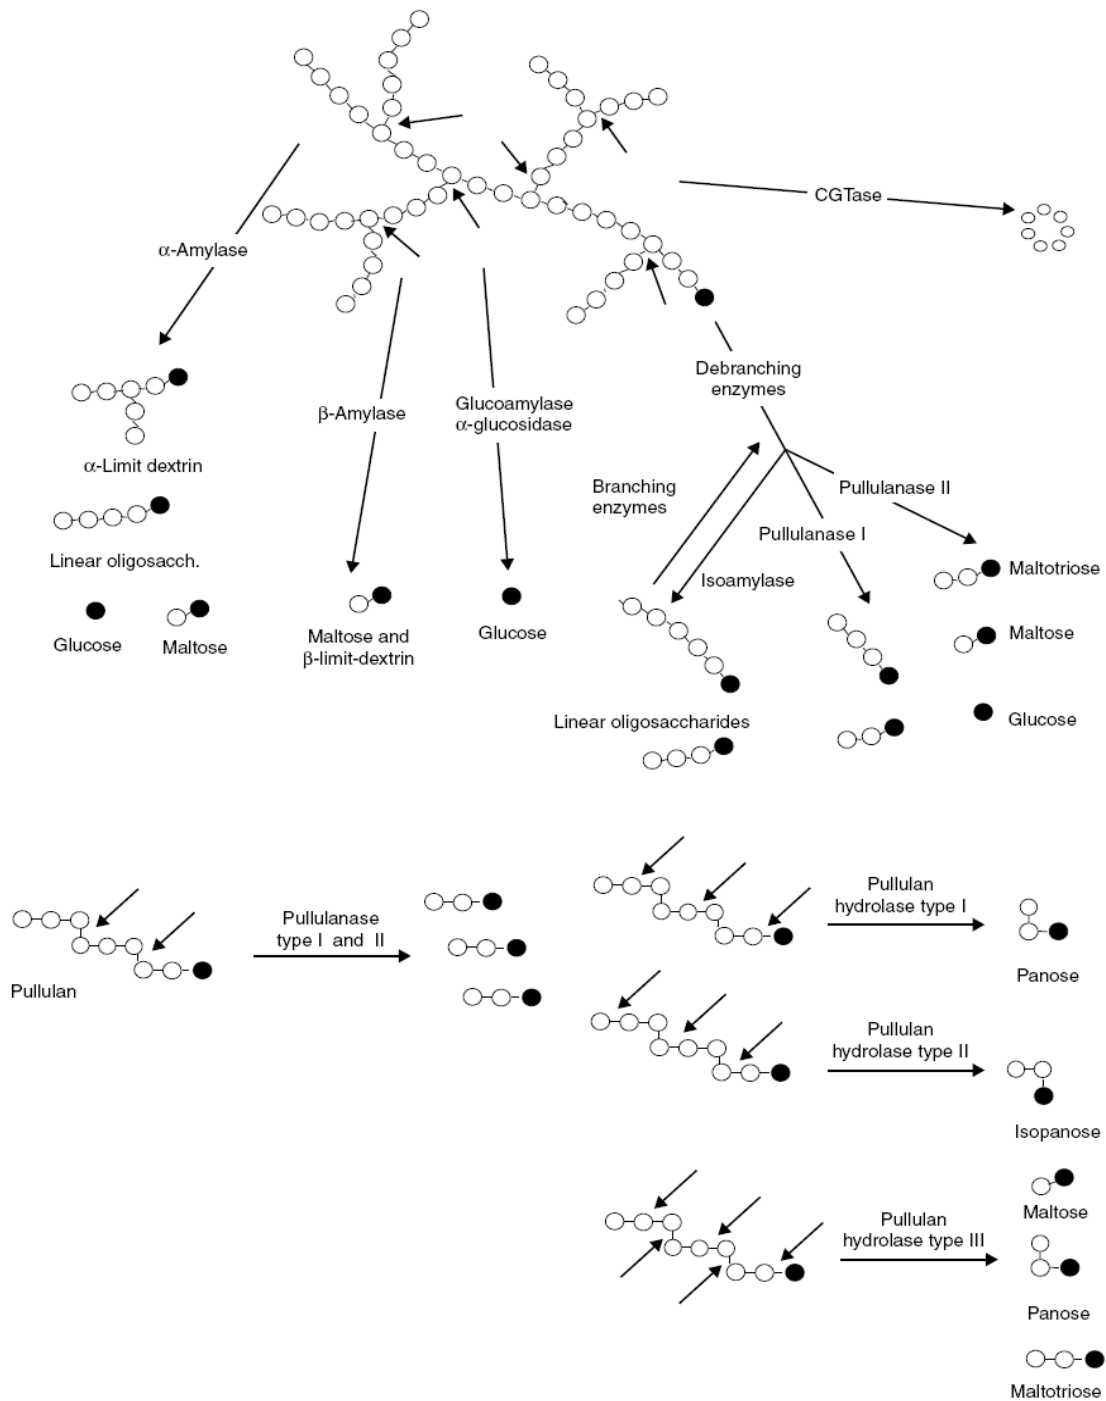 CGTase
α-Amylase
Debranching
enzymes
β-Amylase
Glucoamylase
α-glucosidase
α-Limit dextrin
Branching
enzymes
Pullulanase II
Pullulanase I
Isoamylase
Linear oligosacch.
Maltotriose
Glucose
Maltose
Maltose and
β-limit-dextrin
Glucose
Maltose
Linear oligosaccharides
Glucose
Pullulan
Pullulanase
type I and II
Pullulan
hydrolase type I
Panose
Pullulan
hydrolase type II
Isopanose
Maltose
Pullulan
hydrolase type III
Panose
Maltotriose